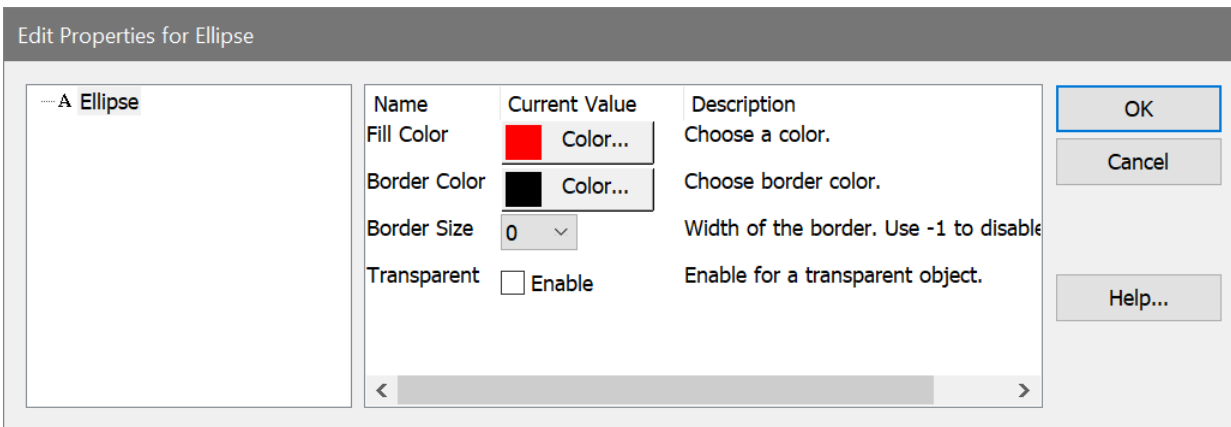 Edit Properties for Ellipse
A Ellipse
Name Current Value Description
Fill Color Color... Choose a color.
Border Color Color... Choose border color.
Border Size 0 Width of the border. Use -1 to disable
Transparent Enable Enable for a transparent object.
OK
Cancel
Help...